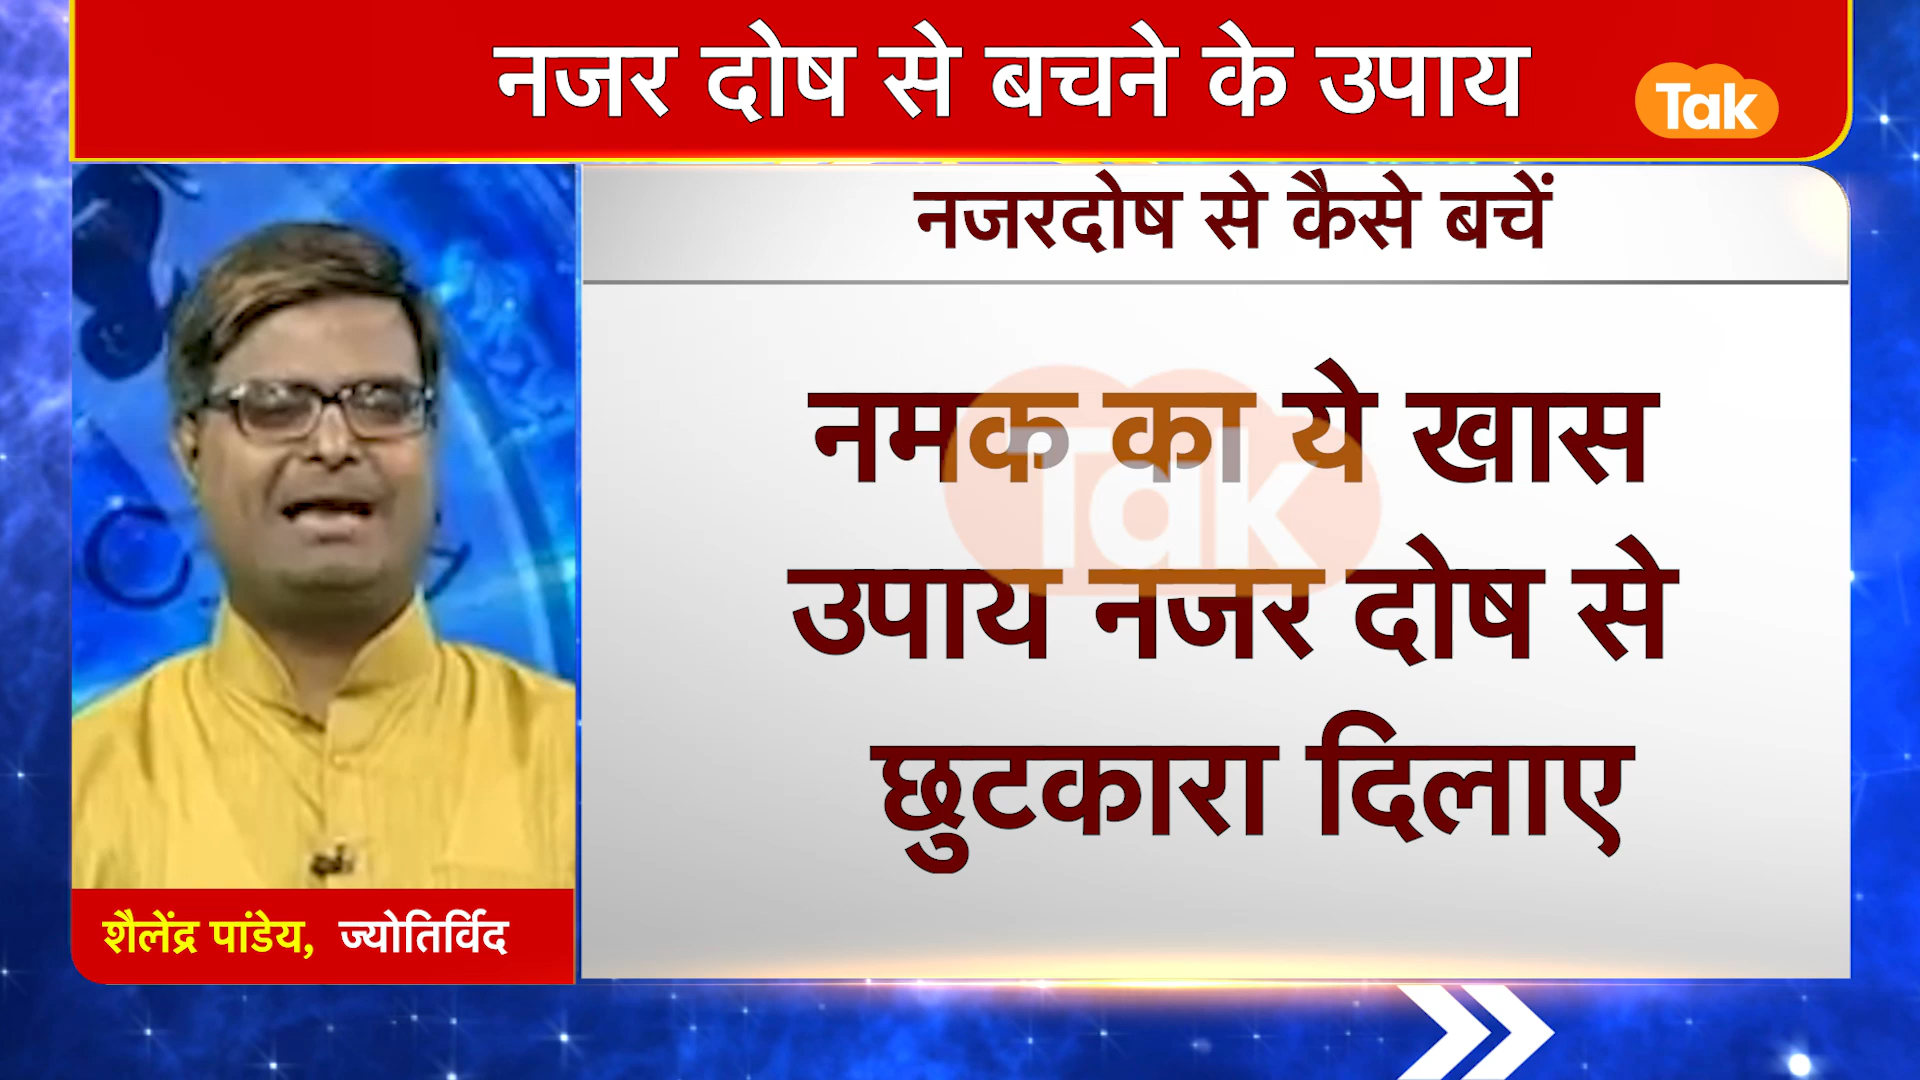 नजर दोष से बचने के उपाय
Tak
नजरदोष से कैसे बचें
नमक का ये खास
उपाय नजर दोष से
छुटकारा दिलाए
Tak
शैलेंद्र पांडेय, ज्योतिर्विद